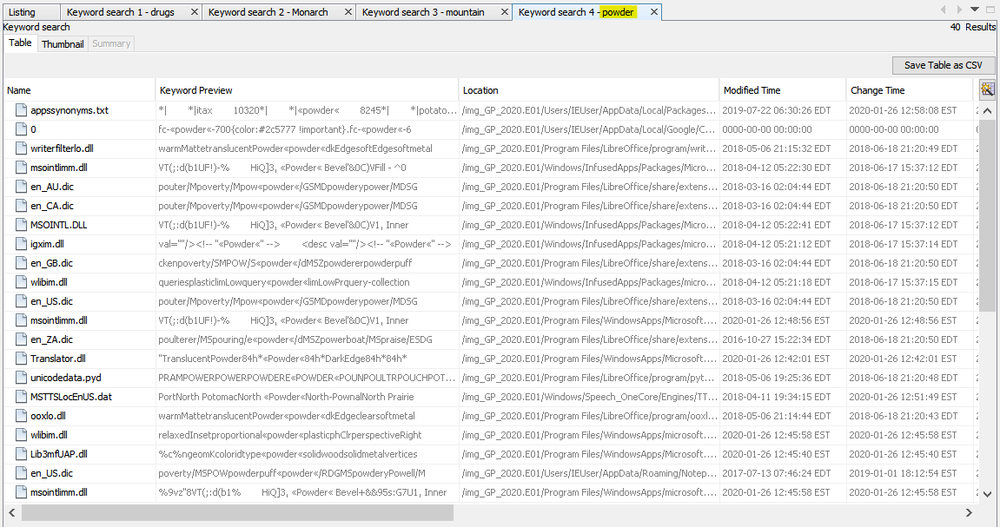 Listing Keyword search 1 - drugs Keyword search 2 - Monarch Keyword search 3 - mountain Keyword search 4 - powder
Keyword search 40 Results
Table Thumbnail Summary
Save Table as CSV
Name Keyword Preview Location Modified Time Change Time
appssynonyms.txt *| *|itax 10320*| *|«powder« 8245*| *|potato... /img_GP_2020.E01/Users/IEUser/AppData/Local/Packages... 2019-07-22 06:30:26 EDT 2020-01-26 12:58:08 EST
0 fc-«powder«-700{color:#2c5777 !important}.fc-«powder«-6 /img_GP_2020.E01/Users/IEUser/AppData/Local/Google/C... 0000-00-00 00:00:00 0000-00-00 00:00:00
writerfilterlo.dll warmMattetranslucentPowder«powder«dkEdgesoftEdgesoftmetal /img_GP_2020.E01/Program Files/LibreOffice/program/writ... 2018-05-06 21:15:32 EDT 2018-06-18 21:20:49 EDT
msointlimm.dll VT(;:d(b1UF!)-% HiQ]3, «Powder« Bevel'&0C)VFill - ^0 /img_GP_2020.E01/Windows/InfusedApps/Packages/micro... 2018-04-12 05:22:30 EDT 2018-06-17 15:37:12 EDT
en_AU.dic pouter/Mpoverty/Mpow«powder«/GSMDpowderypower/MDSG /img_GP_2020.E01/Program Files/LibreOffice/share/extens... 2018-03-16 02:04:44 EDT 2018-06-18 21:20:50 EDT
en_CA.dic pouter/Mpoverty/Mpow«powder«/GSMDpowderypower/MDSG /img_GP_2020.E01/Program Files/LibreOffice/share/extens... 2018-03-16 02:04:44 EDT 2018-06-18 21:20:50 EDT
MSOINTL.DLL VT(;:d(b1UF!)-% HiQ]3, «Powder« Bevel'&0C)V1, Inner /img_GP_2020.E01/Windows/InfusedApps/Packages/micro... 2018-04-12 05:22:41 EDT 2018-06-17 15:37:12 EDT
igxim.dll val=""/><!-- "«Powder«" --> <desc val=""/><!-- "«Powder«" --> /img_GP_2020.E01/Windows/InfusedApps/Packages/micro... 2018-04-12 05:21:12 EDT 2018-06-17 15:37:14 EDT
en_GB.dic ckenpoverty/SMPOW/S«powder«/dMSZpowdererpowderpuff /img_GP_2020.E01/Program Files/LibreOffice/share/extens... 2018-03-16 02:04:44 EDT 2018-06-18 21:20:50 EDT
wlibim.dll queriesplasticlimLowquery«powder«limLowPrquery-collection /img_GP_2020.E01/Windows/InfusedApps/Packages/micro... 2018-04-12 05:21:18 EDT 2018-06-17 15:37:15 EDT
en_US.dic pouter/Mpoverty/Mpow«powder«/GSMDpowderypower/MDSG /img_GP_2020.E01/Program Files/LibreOffice/share/extens... 2018-03-16 02:04:44 EDT 2018-06-18 21:20:50 EDT
msointlimm.dll VT(;:d(b1UF!)-% HiQ]3, «Powder« Bevel'&0C)V1, Inner /img_GP_2020.E01/Program Files/WindowsApps/Microsoft.... 2020-01-26 12:48:56 EST 2020-01-26 12:48:56 EST
en_ZA.dic poulterer/MSpouring/e«powder«/dMSZpowerboat/MSpraise/ESDG /img_GP_2020.E01/Program Files/LibreOffice/share/extens... 2016-10-27 15:22:34 EDT 2018-06-18 21:20:50 EDT
Translator.dll "TranslucentPowder84h*«Powder«84h*DarkEdge84h*84h* /img_GP_2020.E01/Program Files/WindowsApps/Microsoft.... 2020-01-26 12:42:01 EST 2020-01-26 12:42:01 EST
unicodedata.pyd PRAMPOWERPOWERPOWDERE«POWDER«POUNPOULTRPOUCHPOT... /img_GP_2020.E01/Program Files/LibreOffice/program/pyt... 2018-05-06 19:25:36 EDT 2018-06-18 21:20:48 EDT
MSTTSLocEnUS.dat PortNorth PotomacNorth «Powder«North-PownalNorth Prairie /img_GP_2020.E01/Windows/Speech_OneCore/Engines/TT... 2018-04-11 19:34:15 EDT 2020-01-26 12:51:49 EST
ooxlo.dll warmMattetranslucentPowder«powder«dkEdgeclearsoftmetal /img_GP_2020.E01/Program Files/LibreOffice/program/ooxl... 2018-05-06 21:14:44 EDT 2018-06-18 21:20:43 EDT
wlibim.dll relaxedInsetproportional«powder«plasticphClrperspectiveRight /img_GP_2020.E01/Program Files/WindowsApps/Microsoft.... 2020-01-26 12:45:58 EST 2020-01-26 12:45:58 EST
Lib3mfUAP.dll %c%ngeomKcoloridtype«powder«solidwoodsolidmetalvertices /img_GP_2020.E01/Program Files/WindowsApps/Microsoft.... 2020-01-26 12:45:40 EST 2020-01-26 12:45:40 EST
en_US.dic poverty/MSPOWpowderpuff«powder«/RDGMSpowderyPowell/M /img_GP_2020.E01/Users/IEUser/AppData/Roaming/Notep... 2017-07-13 07:46:24 EDT 2019-01-01 18:12:54 EST
msointlimm.dll %9vz"8VT(;:d(b1% HiQ]3, «Powder« Bevel+&&95s:G7U1, Inner /img_GP_2020.E01/Program Files/WindowsApps/Microsoft.... 2020-01-26 12:45:58 EST 2020-01-26 12:45:58 EST